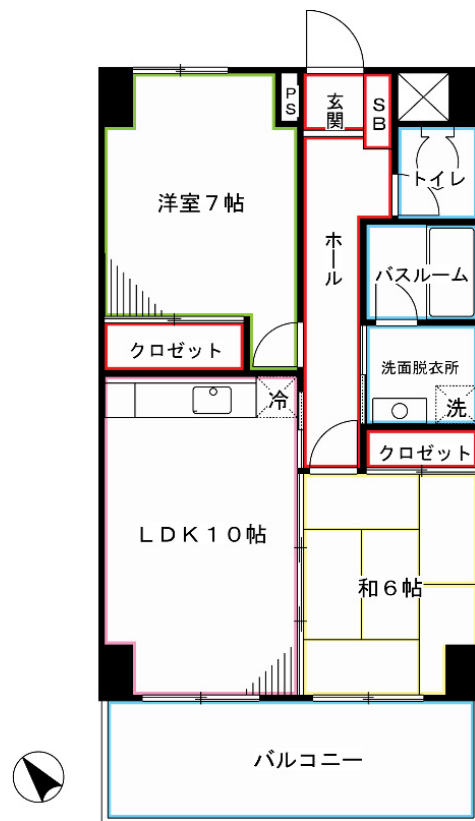 PS
玄関
SB
トイレ
洋室7帖
ホール
バスルーム
クロゼット
洗面脱衣所
冷
洗
クロゼット
LDK10帖
和6帖
バルコニー